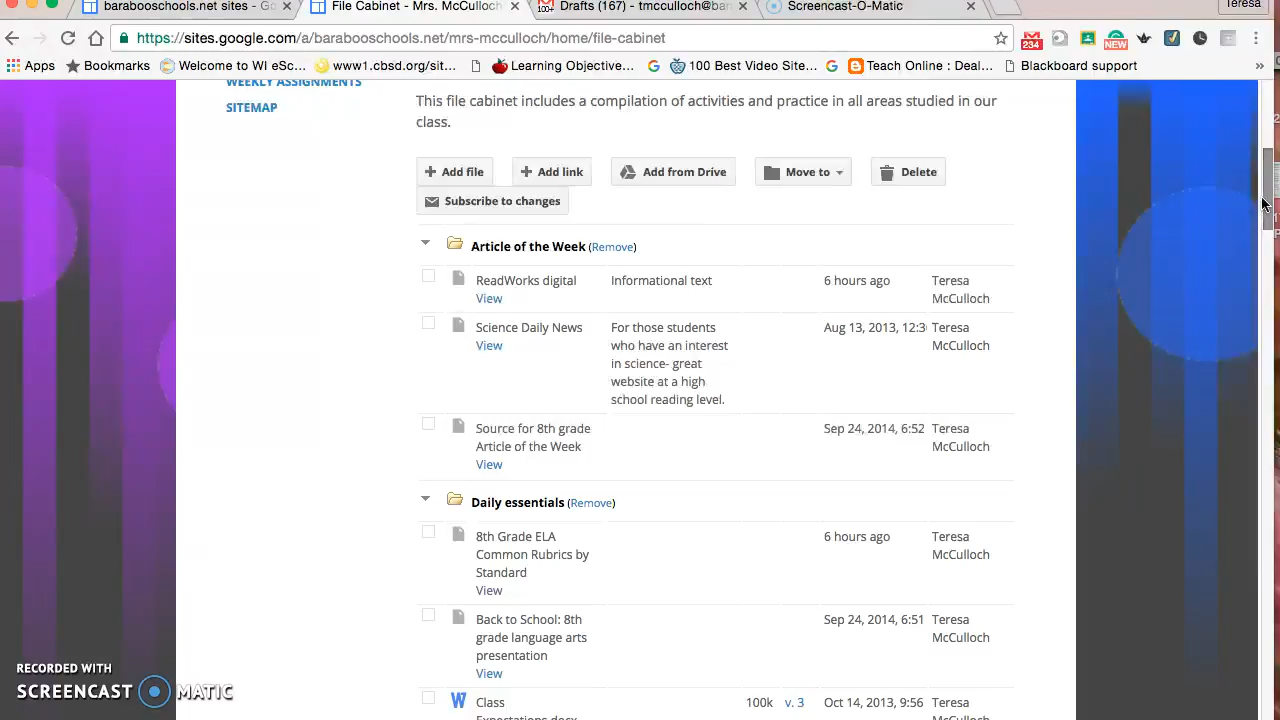 barabooschools.net sites - Go
File Cabinet - Mrs. McCulloch
100+ Drafts (167) - tmcculloch@bar
Screencast-O-Matic
Teresa
https://sites.google.com/a/barabooschools.net/mrs-mcculloch/home/file-cabinet
234
NEW
Apps
Bookmarks
Welcome to WI eSc...
www1.cbsd.org/sit...
Learning Objective...
100 Best Video Site...
Teach Online : Deal...
Blackboard support
»
WEEKLY ASSIGNMENTS
SITEMAP
This file cabinet includes a compilation of activities and practice in all areas studied in our
class.
Add file
Add link
Add from Drive
Move to
Delete
Subscribe to changes
Article of the Week (Remove)
ReadWorks digital Informational text 6 hours ago Teresa
View McCulloch
Science Daily News For those students Aug 13, 2013, 12:3 Teresa
View who have an interest McCulloch
in science- great
website at a high
school reading level.
Source for 8th grade Sep 24, 2014, 6:52 Teresa
Article of the Week McCulloch
View
Daily essentials (Remove)
8th Grade ELA 6 hours ago Teresa
Common Rubrics by McCulloch
Standard
View
Back to School: 8th Sep 24, 2014, 6:51 Teresa
grade language arts McCulloch
presentation
View
W Class 100k v. 3 Oct 14, 2013, 9:56 Teresa
Expectations.docx
RECORDED WITH
SCREENCAST MATIC